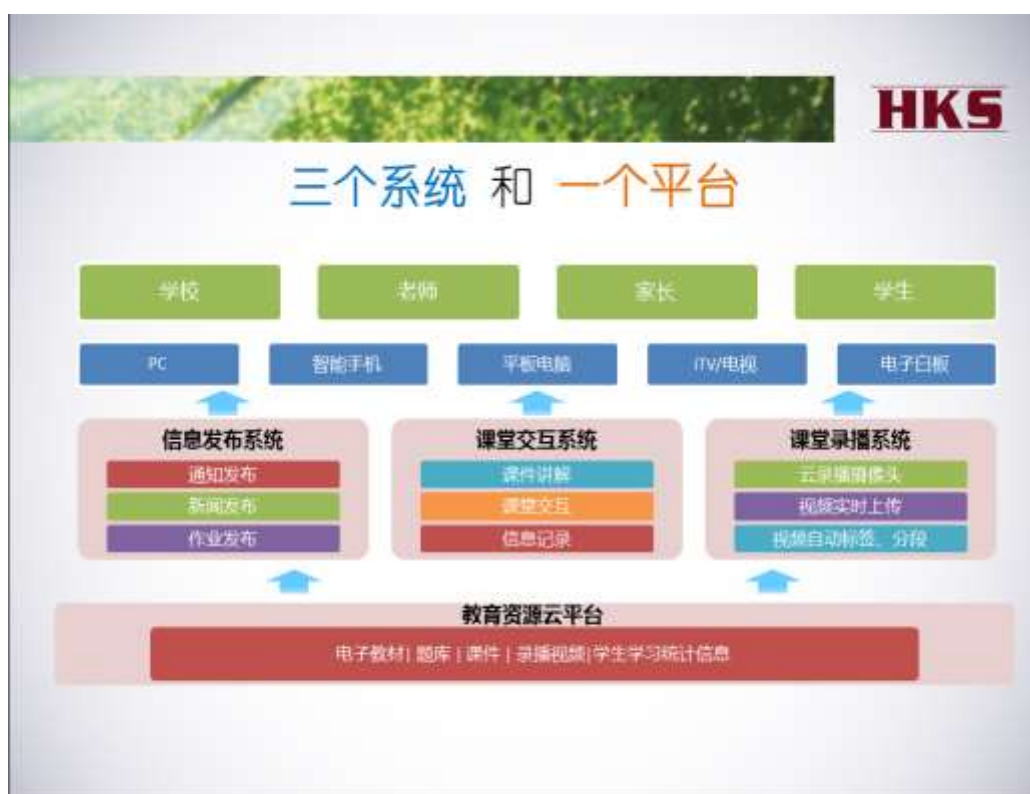 HKS
三个系统 和 一个平台
学校 老师 家长 学生
PC 智能手机 平板电脑 ITV/电视 电子白板
信息发布系统 课堂交互系统 课堂录播系统
通知发布 课件讲解 云录播摄像头
新闻发布 课堂交互 视频实时上传
作业发布 信息记录 视频自动标签、分段
教育资源云平台
电子教材| 题库 | 课件 | 录播视频|学生学习统计信息